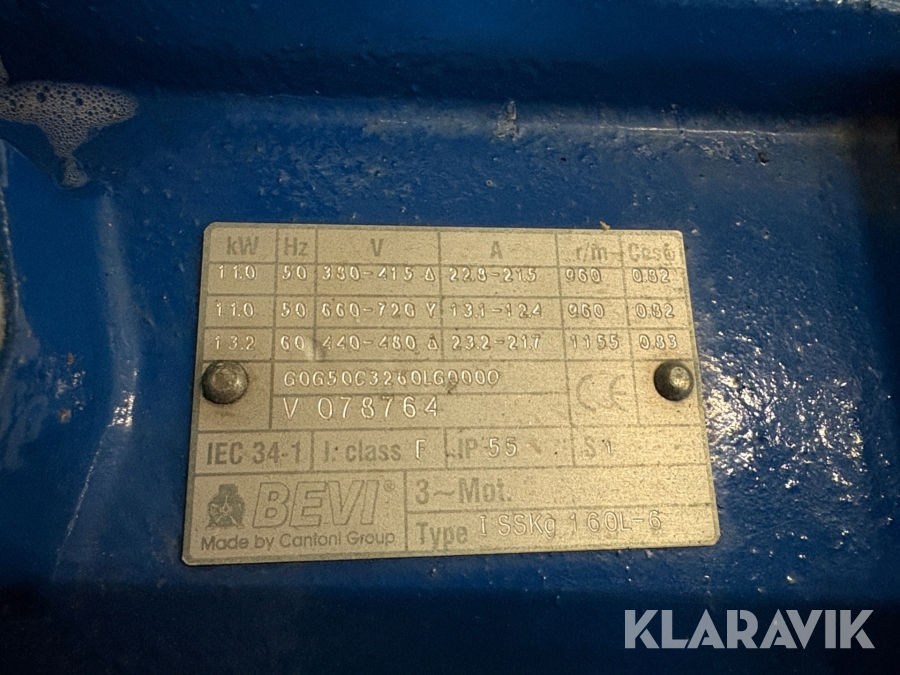 kW Hz V A r/m Cosϕ
11.0 50 380-415 Δ 22.8-21.5 960 0.82
11.0 50 660-720 Y 13.1-12.4 960 0.82
13.2 60 440-480 Δ 23.2-21.7 1155 0.83
G0G50C3260LG0000
2
V 078764 CE
IEC 34-1 I. class F IP 55 S1
BEVI® 3~Mot.
Made by Cantoni Group Type ISSKg 160L-6
KLARAVIK